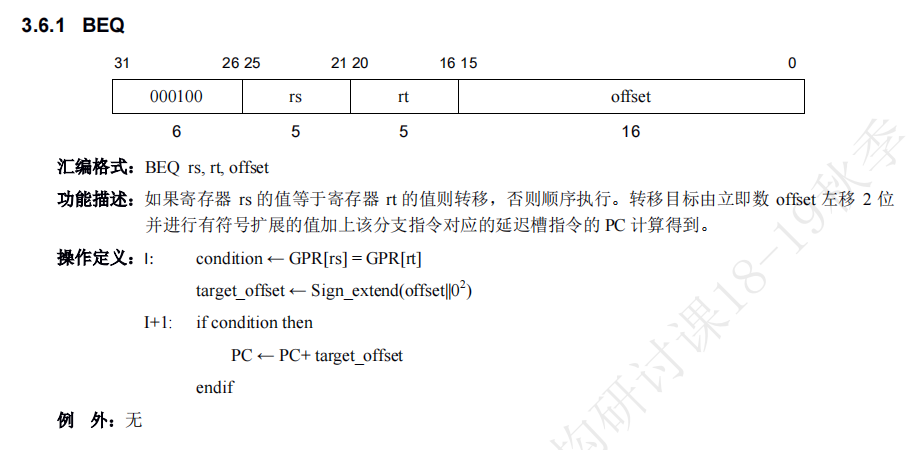 3.6.1 BEQ
31 26 25 21 20 16 15 0
000100 rs rt offset
6 5 5 16
汇编格式：BEQ rs, rt, offset
功能描述：如果寄存器 rs 的值等于寄存器 rt 的值则转移，否则顺序执行。转移目标由立即数 offset 左移 2 位
并进行有符号扩展的值加上该分支指令对应的延迟槽指令的 PC 计算得到。
操作定义：I: condition ← GPR[rs] = GPR[rt]
target_offset ← Sign_extend(offset||0²)
I+1: if condition then
PC ← PC+ target_offset
endif
例 外：无
构研讨课18-19秋季